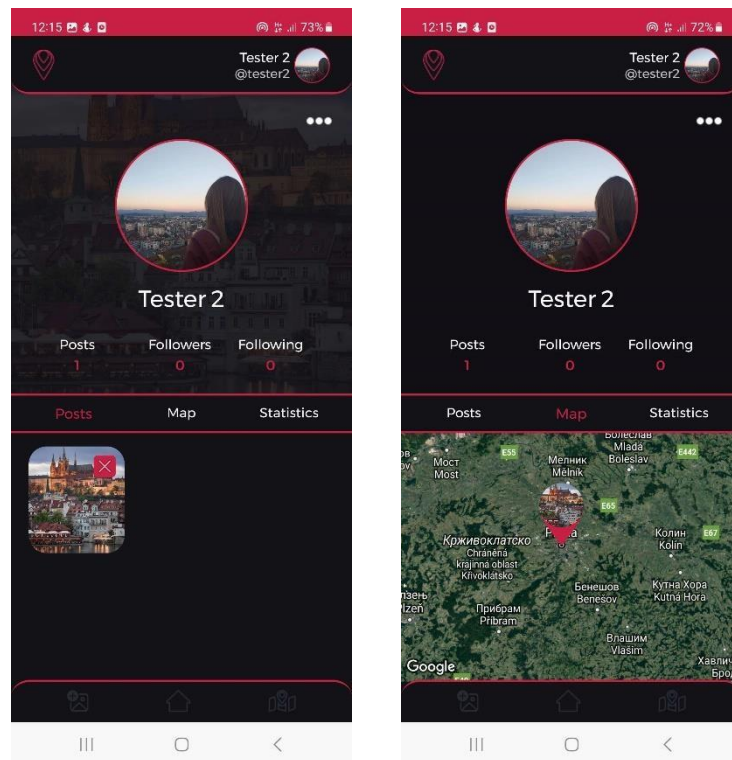 12:15
73%
Tester 2
@tester2
Tester 2
Posts
Followers
Following
1
0
0
Posts
Map
Statistics
12:15
72%
Tester 2
@tester2
Tester 2
Posts
Followers
Following
1
0
0
Posts
Map
Statistics
Mladá
Boleslav
E442
E55
Мост
Most
Мелник
Mělník
E65
Крживоклатско
Chráněná
krajinná oblast
Křivoklátsko
Колин
Kolín
E67
Бенешов
Benešov
Кутна Хора
Kutná Hora
Пршибрам
Příbram
Влашим
Vlašim
Google